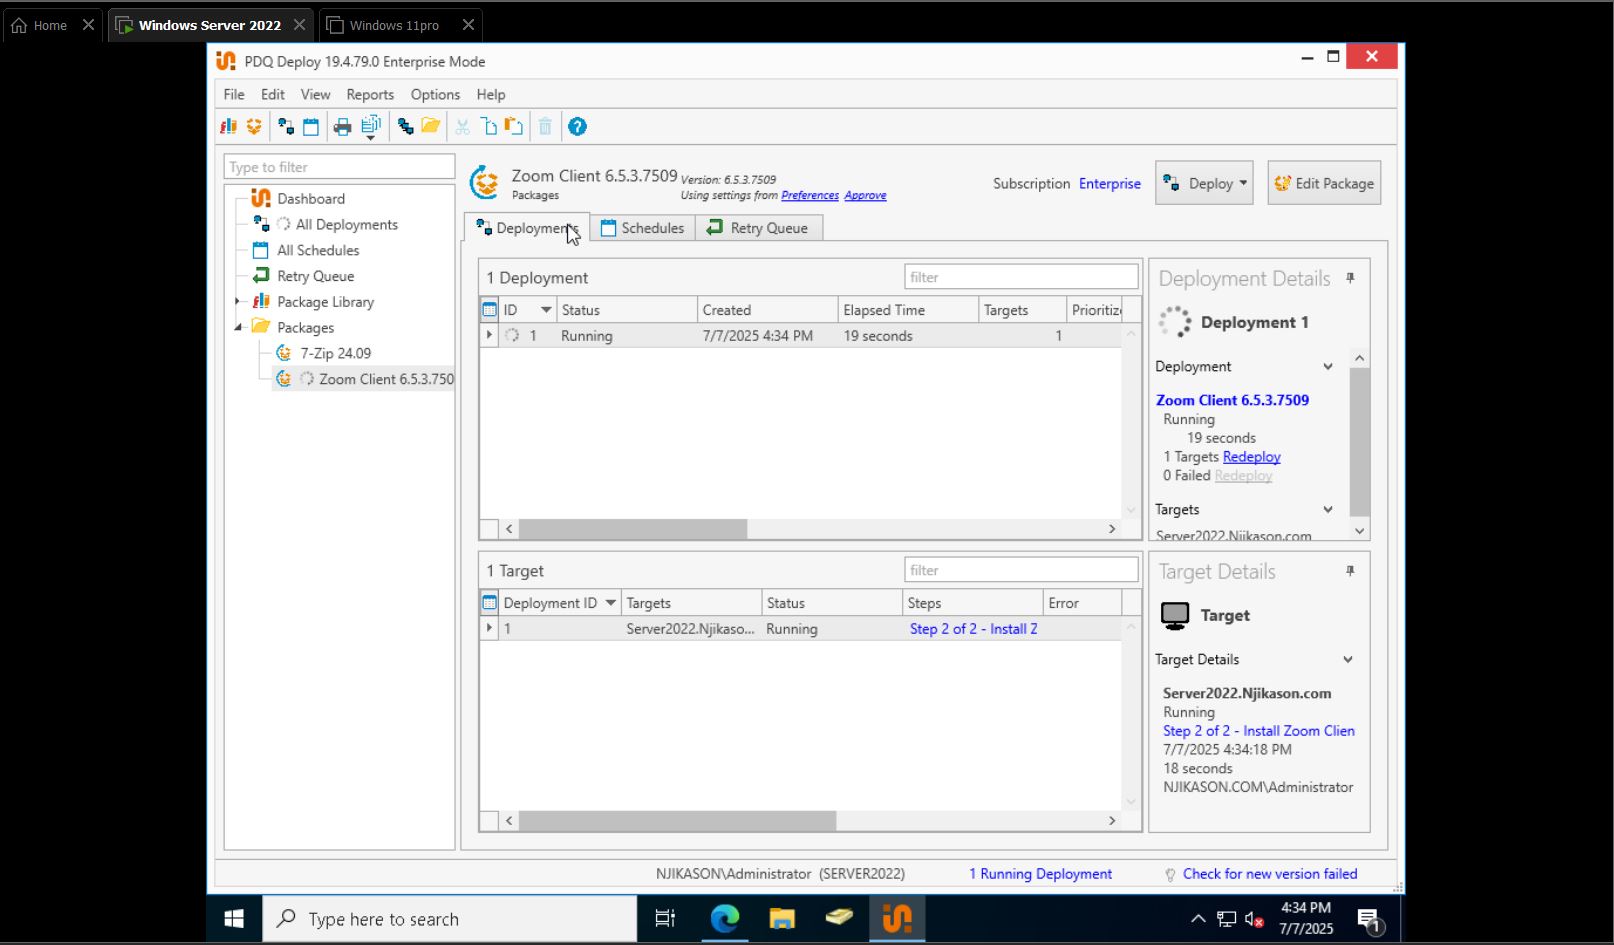 Home
Windows Server 2022
Windows 11pro
PDQ Deploy 19.4.79.0 Enterprise Mode
File Edit View Reports Options Help
Type to filter
Dashboard
All Deployments
All Schedules
Retry Queue
Package Library
Packages
7-Zip 24.09
Zoom Client 6.5.3.750
Zoom Client 6.5.3.7509 Version: 6.5.3.7509
Packages
Using settings from Preferences Approve
Subscription Enterprise
Deploy
Edit Package
Deployments Schedules Retry Queue
1 Deployment
filter
ID Status Created Elapsed Time Targets Prioritiz
1 Running 7/7/2025 4:34 PM 19 seconds 1
Deployment Details
Deployment 1
Deployment
Zoom Client 6.5.3.7509
Running
19 seconds
1 Targets Redeploy
0 Failed Redeploy
Targets
Server2022.Njikason.com
1 Target
filter
Deployment ID Targets Status Steps Error
1 Server2022.Njikaso... Running Step 2 of 2 - Install Z
Target Details
Target
Target Details
Server2022.Njikason.com
Running
Step 2 of 2 - Install Zoom Clien
7/7/2025 4:34:18 PM
18 seconds
NJIKASON.COM\Administrator
NJIKASON\Administrator (SERVER2022)
1 Running Deployment
Check for new version failed
Type here to search
4:34 PM
7/7/2025
1